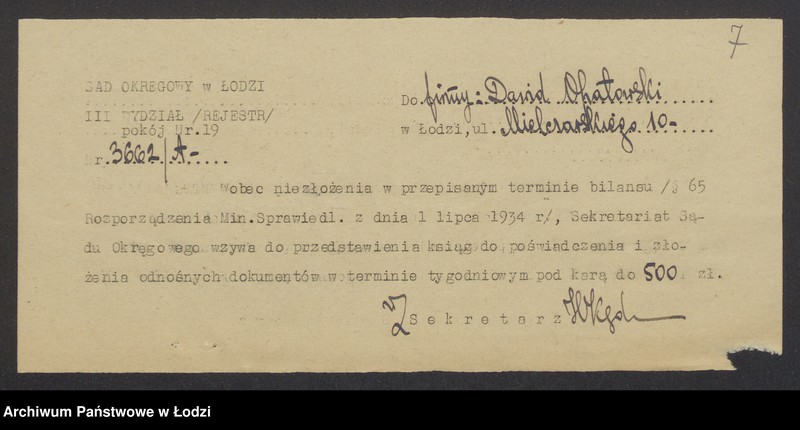 7
SĄD OKRĘGOWY w ŁODZI
III WYDZIAŁ /REJESTR/
pokój Nr.19
Nr.3662/A-
Do firmy: Dawid Opatowski
w Łodzi,ul. Mielczarskiego 10-
Wobec niezłożenia w przepisanym terminie bilansu /§ 65
Rozporządzenia Min.Sprawiedl. z dnia 1 lipca 1934 r/, Sekretariat Są-
du Okręgowego wzywa do przedstawienia ksiąg do poświadczenia i zło-
żenia odnośnych dokumentów w terminie tygodniowym pod karą do 500 zł.
Sekretarz
Archiwum Państwowe w Łodzi